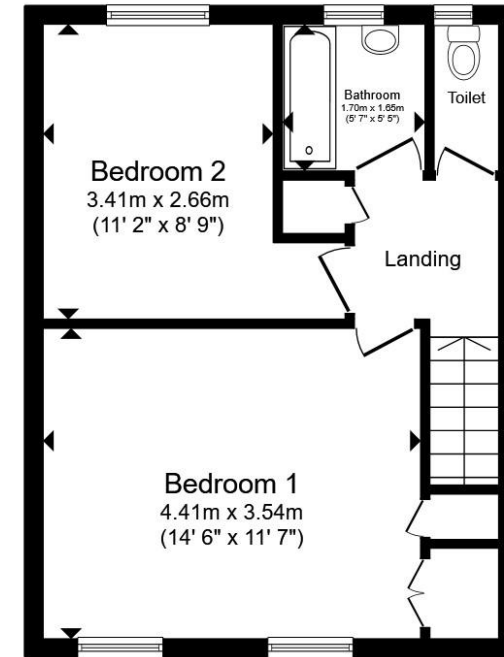 Bathroom
1.70m x 1.65m
(5' 7" x 5' 5")
Toilet
Bedroom 2
3.41m x 2.66m
(11' 2" x 8' 9")
Landing
Bedroom 1
4.41m x 3.54m
(14' 6" x 11' 7")